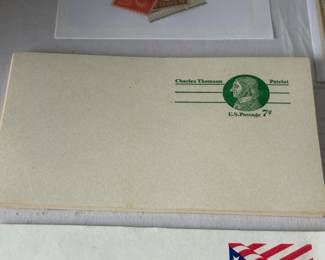 Charles Thomson Patriot
U.S. Postage 7¢